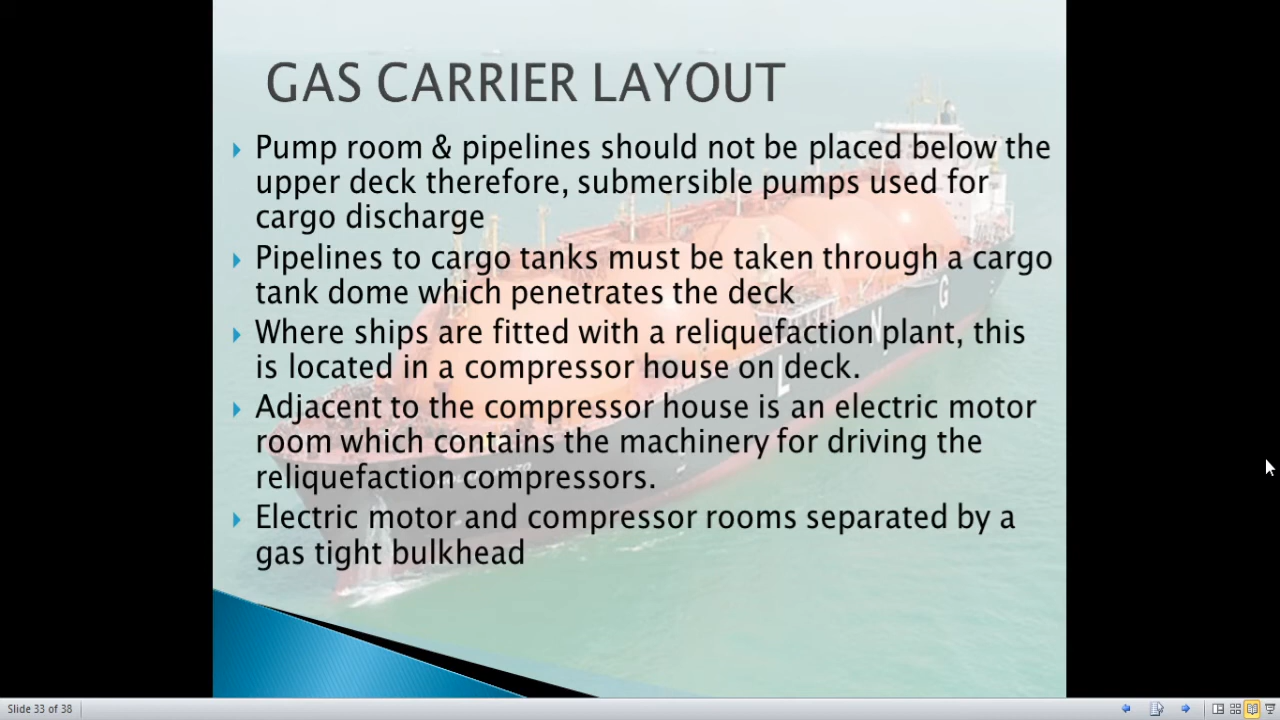 GAS CARRIER LAYOUT
Pump room & pipelines should not be placed below the
upper deck therefore, submersible pumps used for
cargo discharge
Pipelines to cargo tanks must be taken through a cargo
tank dome which penetrates the deck
Where ships are fitted with a reliquefaction plant, this
is located in a compressor house on deck.
Adjacent to the compressor house is an electric motor
room which contains the machinery for driving the
reliquefaction compressors.
Electric motor and compressor rooms separated by a
gas tight bulkhead
L N G
Slide 33 of 38